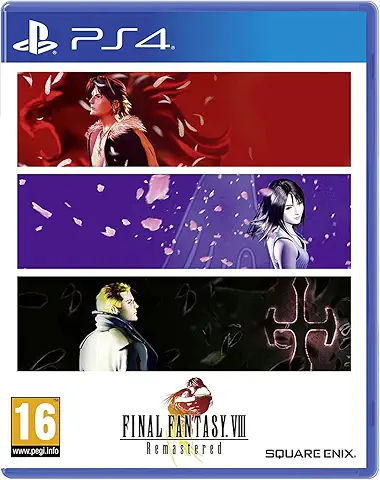 PS4
16
www.pegi.info
FINAL FANTASY VIII
Remastered
SQUARE ENIX.